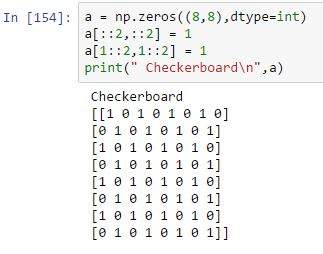 In [154]: a = np.zeros((8,8),dtype=int)
a[::2,::2] = 1
a[1::2,1::2] = 1
print(" Checkerboard\n",a)
Checkerboard
[[1 0 1 0 1 0 1 0]
[0 1 0 1 0 1 0 1]
[1 0 1 0 1 0 1 0]
[0 1 0 1 0 1 0 1]
[1 0 1 0 1 0 1 0]
[0 1 0 1 0 1 0 1]
[1 0 1 0 1 0 1 0]
[0 1 0 1 0 1 0 1]]